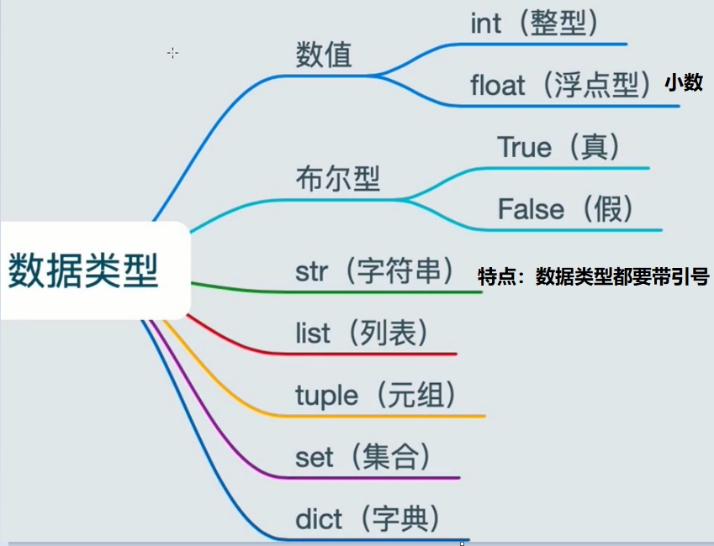 int（整型）
数值
float（浮点型）小数
True（真）
布尔型
False（假）
数据类型
str（字符串）特点：数据类型都要带引号
list（列表）
tuple（元组）
set（集合）
dict（字典）